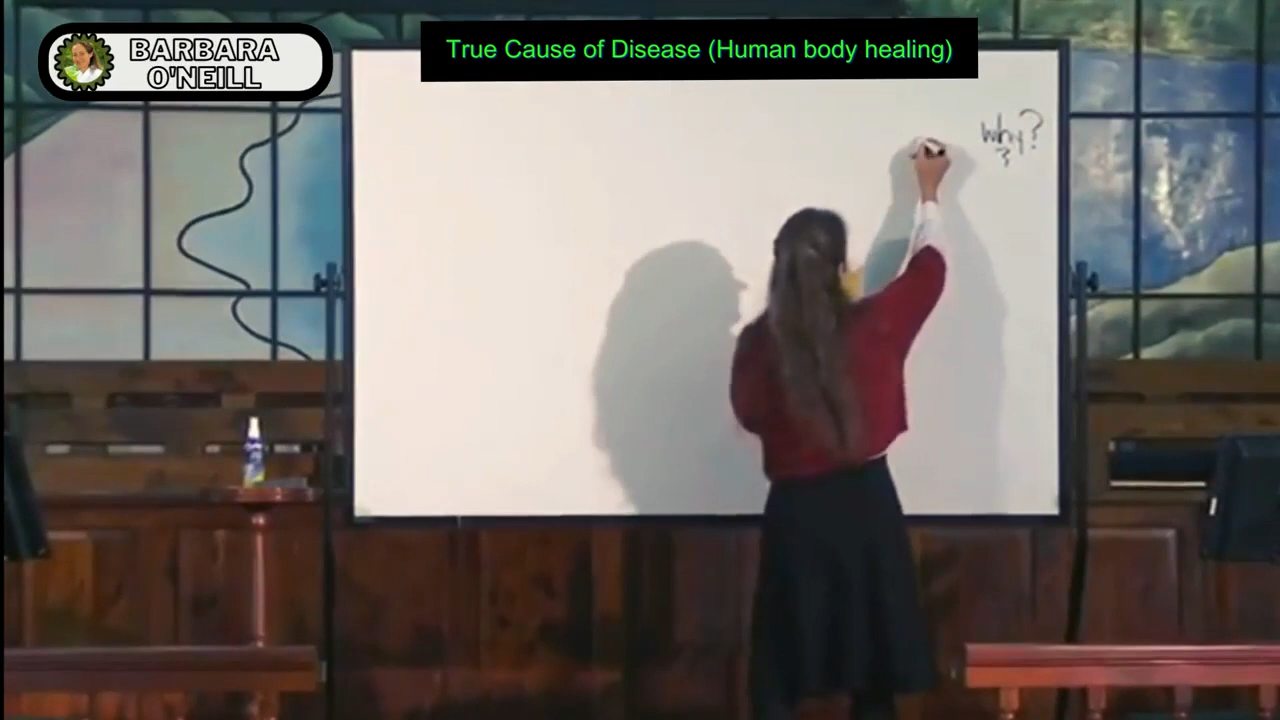 BARBARA
O'NEILL
True Cause of Disease (Human body healing)
why?
?